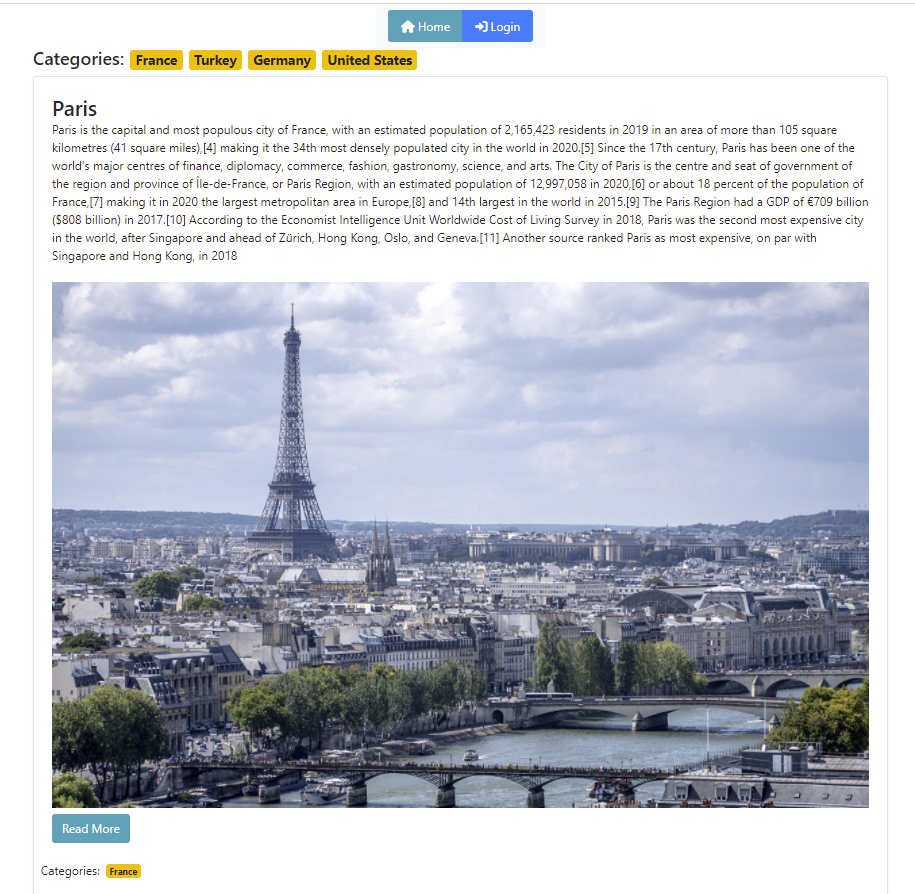 Home Login
Categories: France Turkey Germany United States
Paris
Paris is the capital and most populous city of France, with an estimated population of 2,165,423 residents in 2019 in an area of more than 105 square
kilometres (41 square miles),[4] making it the 34th most densely populated city in the world in 2020.[5] Since the 17th century, Paris has been one of the
world's major centres of finance, diplomacy, commerce, fashion, gastronomy, science, and arts. The City of Paris is the centre and seat of government of
the region and province of Île-de-France, or Paris Region, with an estimated population of 12,997,058 in 2020,[6] or about 18 percent of the population of
France,[7] making it in 2020 the largest metropolitan area in Europe,[8] and 14th largest in the world in 2015.[9] The Paris Region had a GDP of €709 billion
($808 billion) in 2017.[10] According to the Economist Intelligence Unit Worldwide Cost of Living Survey in 2018, Paris was the second most expensive city
in the world, after Singapore and ahead of Zürich, Hong Kong, Oslo, and Geneva.[11] Another source ranked Paris as most expensive, on par with
Singapore and Hong Kong, in 2018
Read More
Categories: France